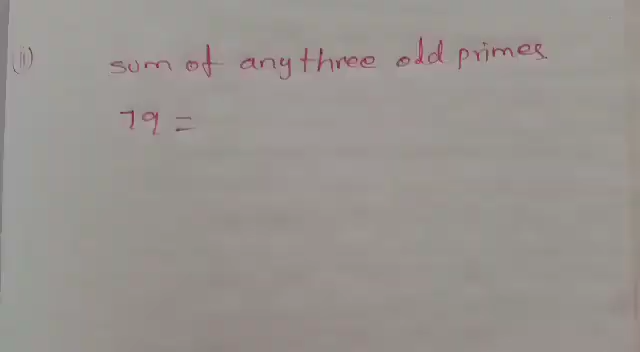 (ii) sum of any three odd primes
79 =